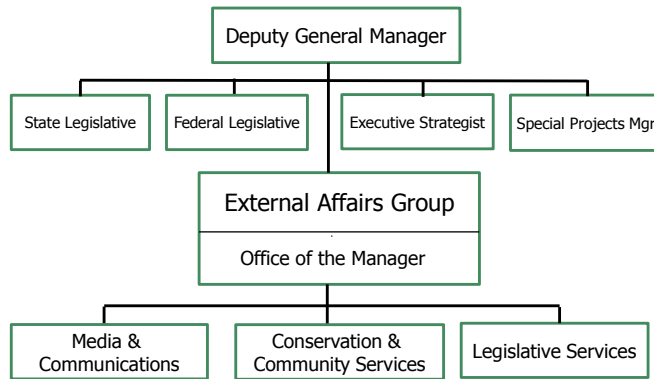 Deputy General Manager
State Legislative
Federal Legislative
Executive Strategist
Special Projects Mgr
External Affairs Group
Office of the Manager
Media &
Communications
Conservation &
Community Services
Legislative Services